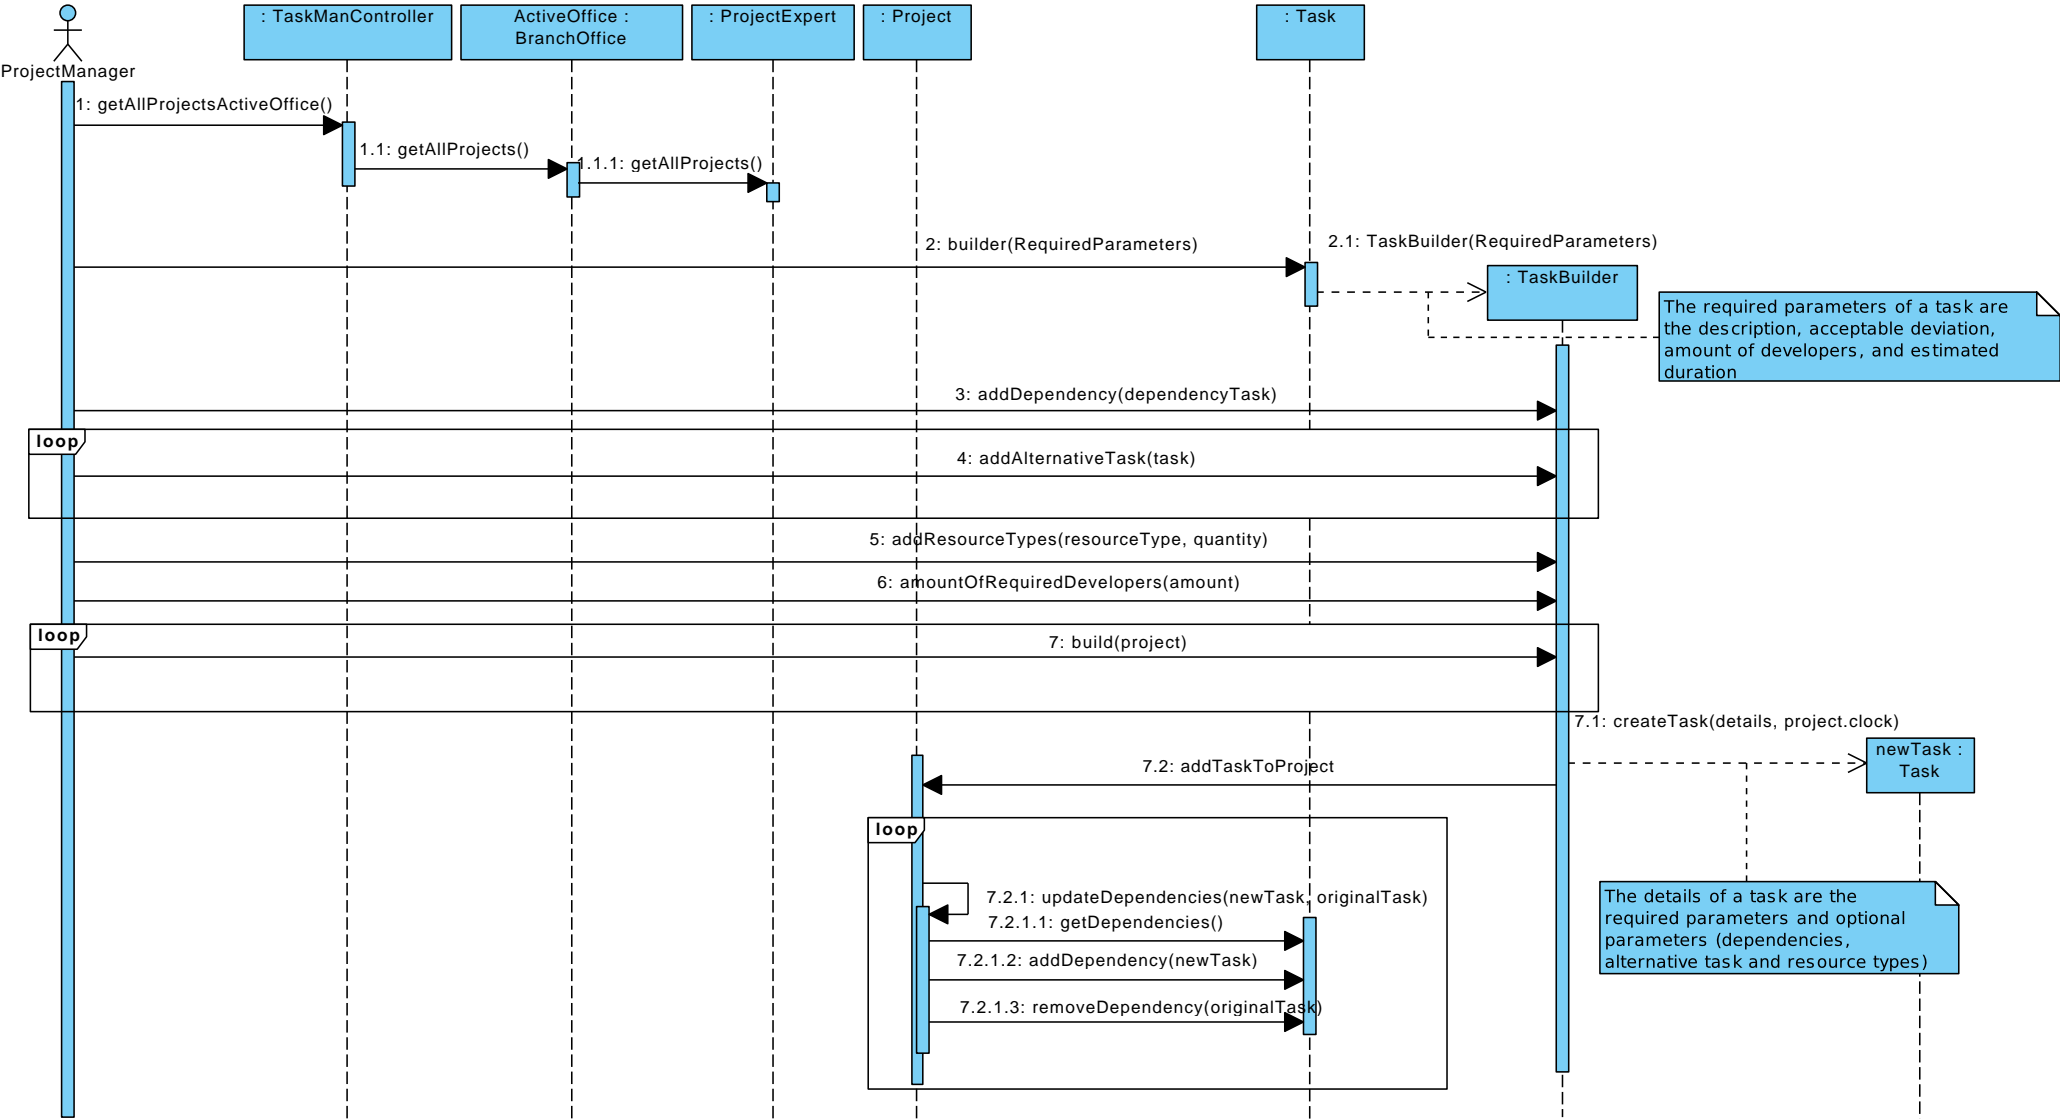 : TaskManController
ActiveOffice :
BranchOffice
: ProjectExpert
: Project
: Task
ProjectManager
1: getAllProjectsActiveOffice()
1.1: getAllProjects()
1.1.1: getAllProjects()
2: builder(RequiredParameters)
2.1: TaskBuilder(RequiredParameters)
: TaskBuilder
The required parameters of a task are
the description, acceptable deviation,
amount of developers, and estimated
duration
3: addDependency(dependencyTask)
loop
4: addAlternativeTask(task)
5: addResourceTypes(resourceType, quantity)
6: amountOfRequiredDevelopers(amount)
loop
7: build(project)
7.1: createTask(details, project.clock)
newTask :
Task
7.2: addTaskToProject
loop
7.2.1: updateDependencies(newTask, originalTask)
7.2.1.1: getDependencies()
7.2.1.2: addDependency(newTask)
7.2.1.3: removeDependency(originalTask)
The details of a task are the
required parameters and optional
parameters (dependencies,
alternative task and resource types)